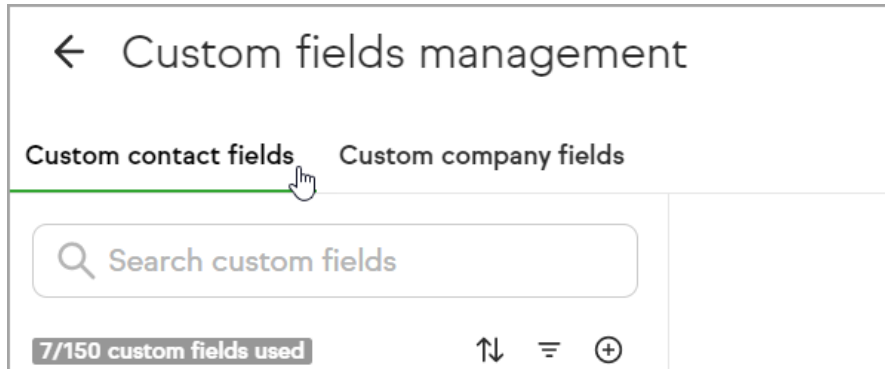 Custom fields management
Custom contact fields Custom company fields
Search custom fields
7/150 custom fields used